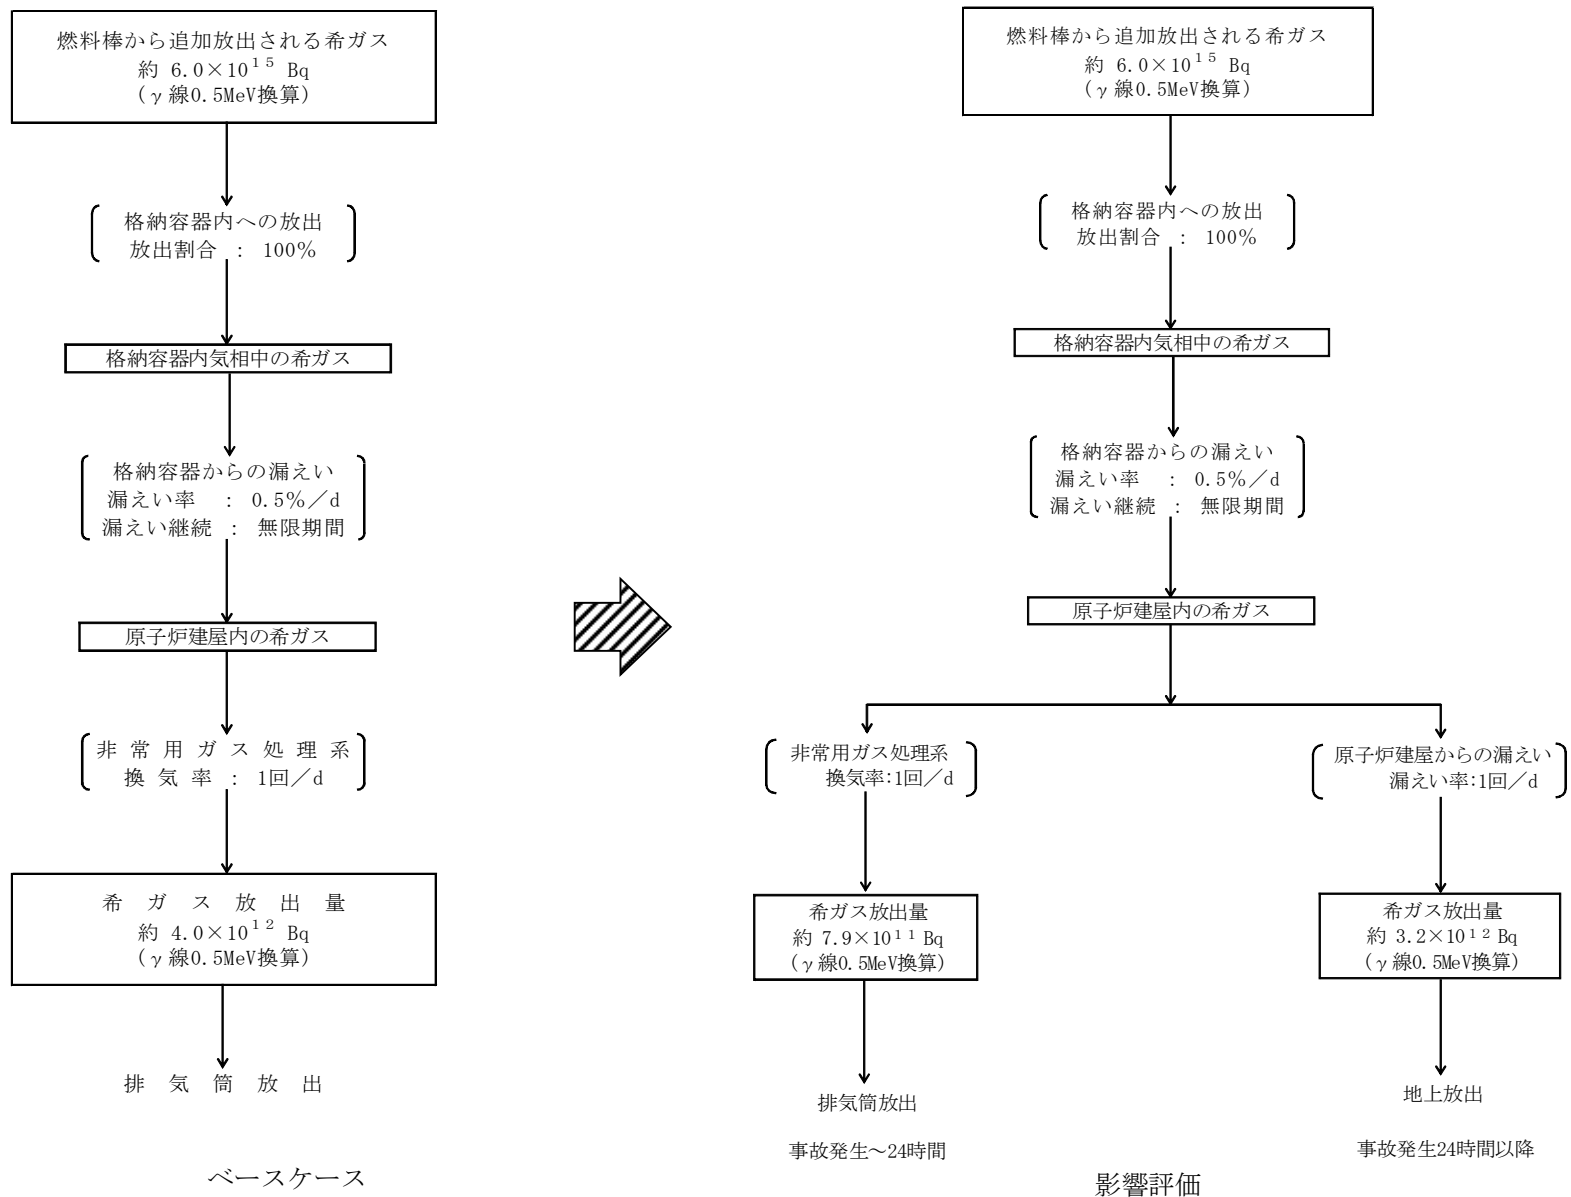 燃料棒から追加放出される希ガス
約 6.0×10¹⁵ Bq
(γ線0.5MeV換算)
格納容器内への放出
放出割合 : 100%
格納容器内気相中の希ガス
格納容器からの漏えい
漏えい率 : 0.5%/d
漏えい継続 : 無限期間
原子炉建屋内の希ガス
非常用ガス処理系
換気率 : 1回/d
希ガス放出量
約 4.0×10¹² Bq
(γ線0.5MeV換算)
排気筒放出
ベースケース
燃料棒から追加放出される希ガス
約 6.0×10¹⁵ Bq
(γ線0.5MeV換算)
格納容器内への放出
放出割合 : 100%
格納容器内気相中の希ガス
格納容器からの漏えい
漏えい率 : 0.5%/d
漏えい継続 : 無限期間
原子炉建屋内の希ガス
非常用ガス処理系
換気率:1回/d
希ガス放出量
約 7.9×10¹¹ Bq
(γ線0.5MeV換算)
排気筒放出
事故発生~24時間
原子炉建屋からの漏えい
漏えい率:1回/d
希ガス放出量
約 3.2×10¹² Bq
(γ線0.5MeV換算)
地上放出
事故発生24時間以降
影響評価